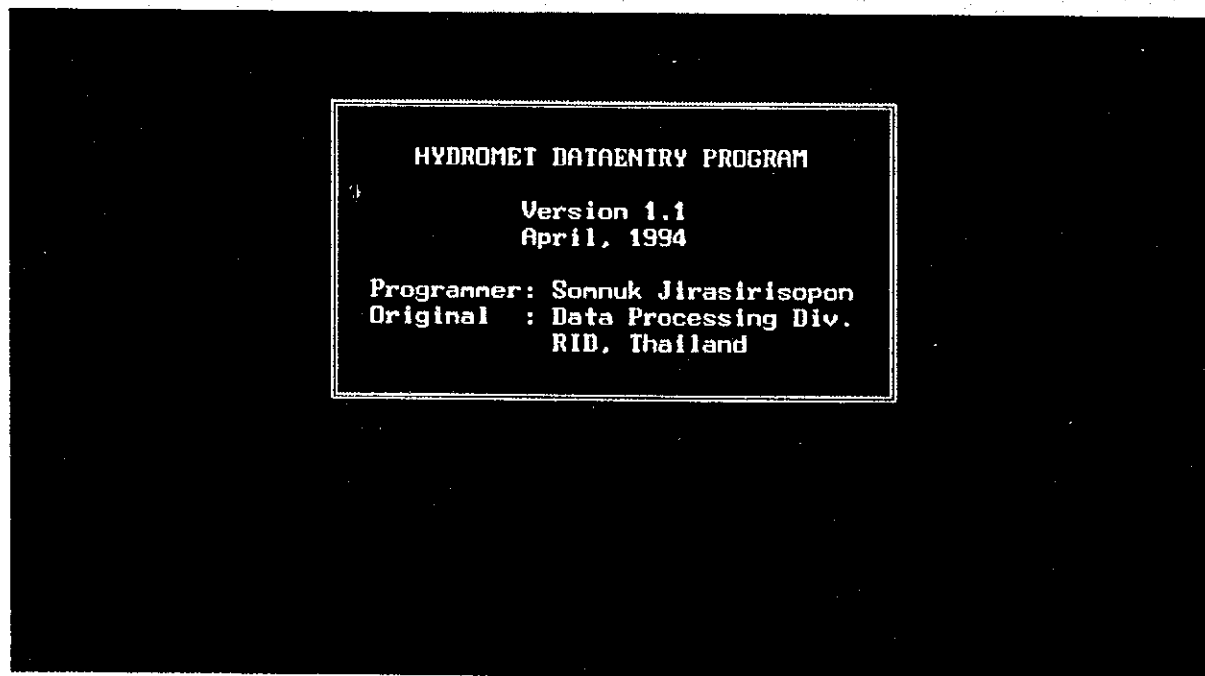 HYDROMET DATAENTRY PROGRAM
Version 1.1
April, 1994
Programmer: Somnuk Jirasirisopon
Original : Data Processing Div.
RID, Thailand